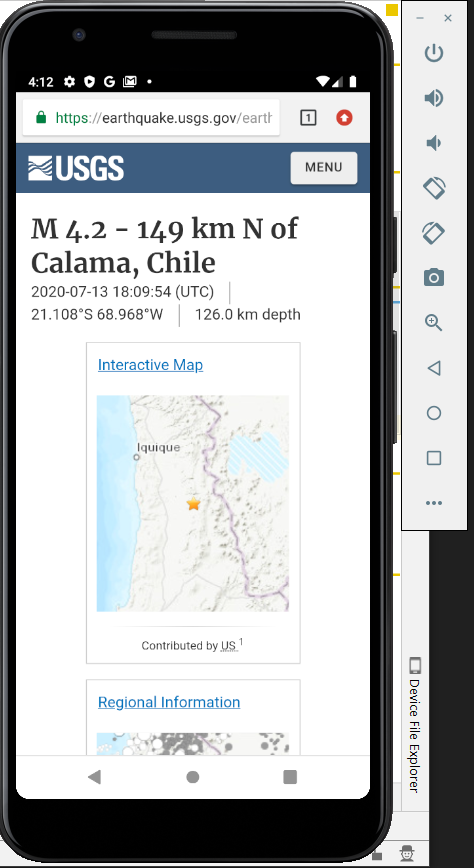 4:12
https://earthquake.usgs.gov/earth
1
USGS
MENU
M 4.2 - 149 km N of
Calama, Chile
2020-07-13 18:09:54 (UTC)
21.108°S 68.968°W
126.0 km depth
Interactive Map
Iquique
Contributed by US 1
Regional Information
Device File Explorer